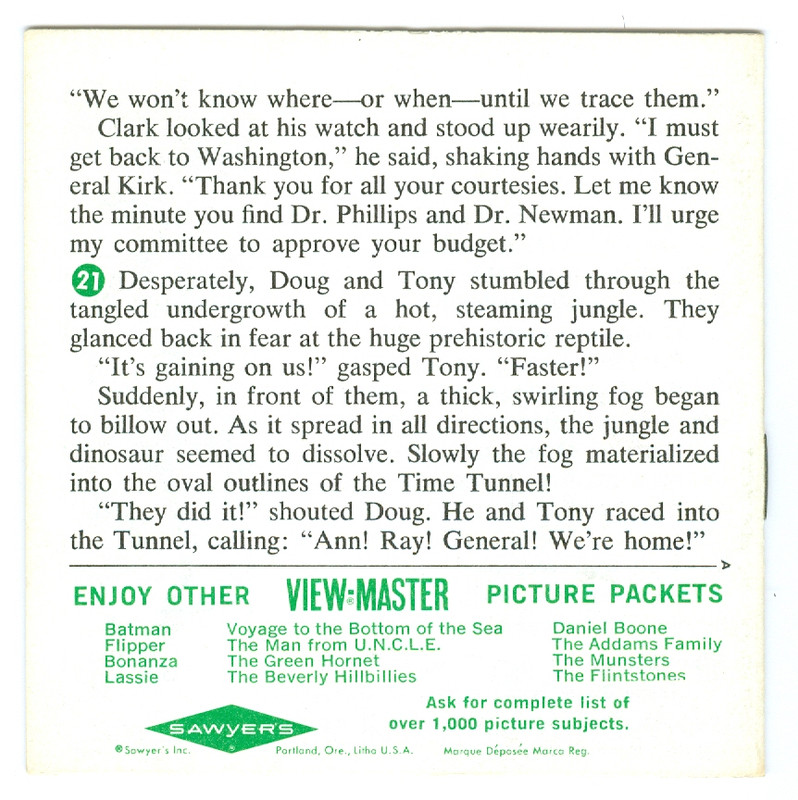 “We won’t know where—or when—until we trace them.”
Clark looked at his watch and stood up wearily. “I must
get back to Washington,” he said, shaking hands with Gen-
eral Kirk. “Thank you for all your courtesies. Let me know
the minute you find Dr. Phillips and Dr. Newman. I’ll urge
my committee to approve your budget.”
21 Desperately, Doug and Tony stumbled through the
tangled undergrowth of a hot, steaming jungle. They
glanced back in fear at the huge prehistoric reptile.
“It’s gaining on us!” gasped Tony. “Faster!”
Suddenly, in front of them, a thick, swirling fog began
to billow out. As it spread in all directions, the jungle and
dinosaur seemed to dissolve. Slowly the fog materialized
into the oval outlines of the Time Tunnel!
“They did it!” shouted Doug. He and Tony raced into
the Tunnel, calling: “Ann! Ray! General! We’re home!”
A
ENJOY OTHER VIEW-MASTER® PICTURE PACKETS
Batman Voyage to the Bottom of the Sea Daniel Boone
Flipper The Man from U.N.C.L.E. The Addams Family
Bonanza The Green Hornet The Munsters
Lassie The Beverly Hillbillies The Flintstones
Ask for complete list of
over 1,000 picture subjects.
SAWYER’S ®
® Sawyer’s Inc. Portland, Ore., Litho U.S.A. Marque Déposée Marca Reg.